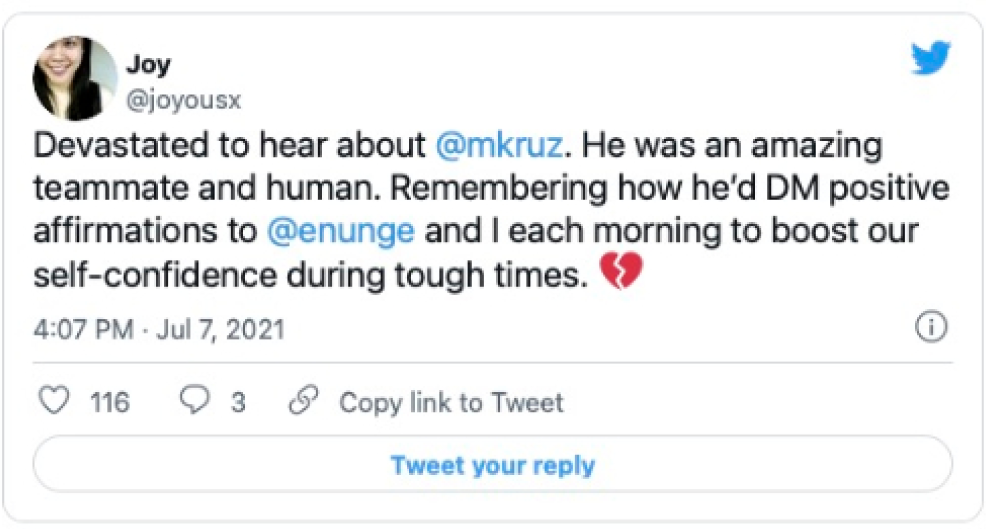 Joy
@joyousx
Devastated to hear about @mkruz. He was an amazing
teammate and human. Remembering how he'd DM positive
affirmations to @enunge and I each morning to boost our
self-confidence during tough times. 💔
4:07 PM · Jul 7, 2021
116 3 Copy link to Tweet
Tweet your reply